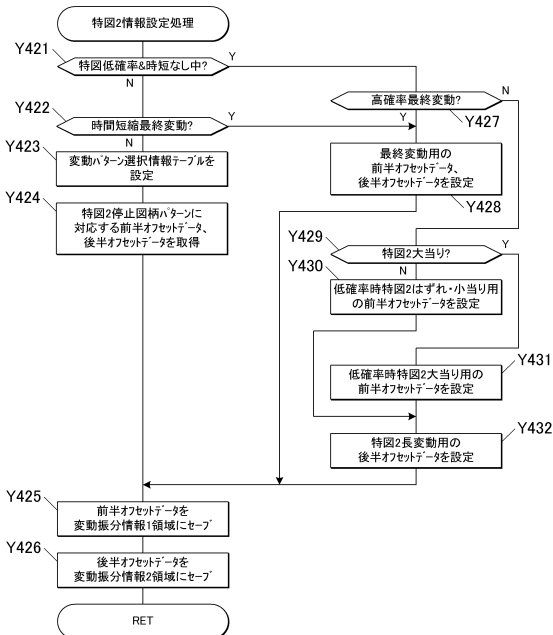 特図2情報設定処理
Y421
特図低確率&時短なし中?
Y
N
Y422
時間短縮最終変動?
Y
N
Y423
変動パターン選択情報テーブルを
設定
Y424
特図2停止図柄パターンに
対応する前半オフセットデータ、
後半オフセットデータを取得
高確率最終変動?
N
Y
Y427
最終変動用の
前半オフセットデータ、
後半オフセットデータを設定
Y428
Y429
特図2大当り?
Y
N
Y430
低確率時特図2はずれ・小当り用
の前半オフセットデータを設定
Y431
低確率時特図2大当り用の
前半オフセットデータを設定
Y432
特図2長変動用の
後半オフセットデータを設定
Y425
前半オフセットデータを
変動振分情報1領域にセーブ
Y426
後半オフセットデータを
変動振分情報2領域にセーブ
RET